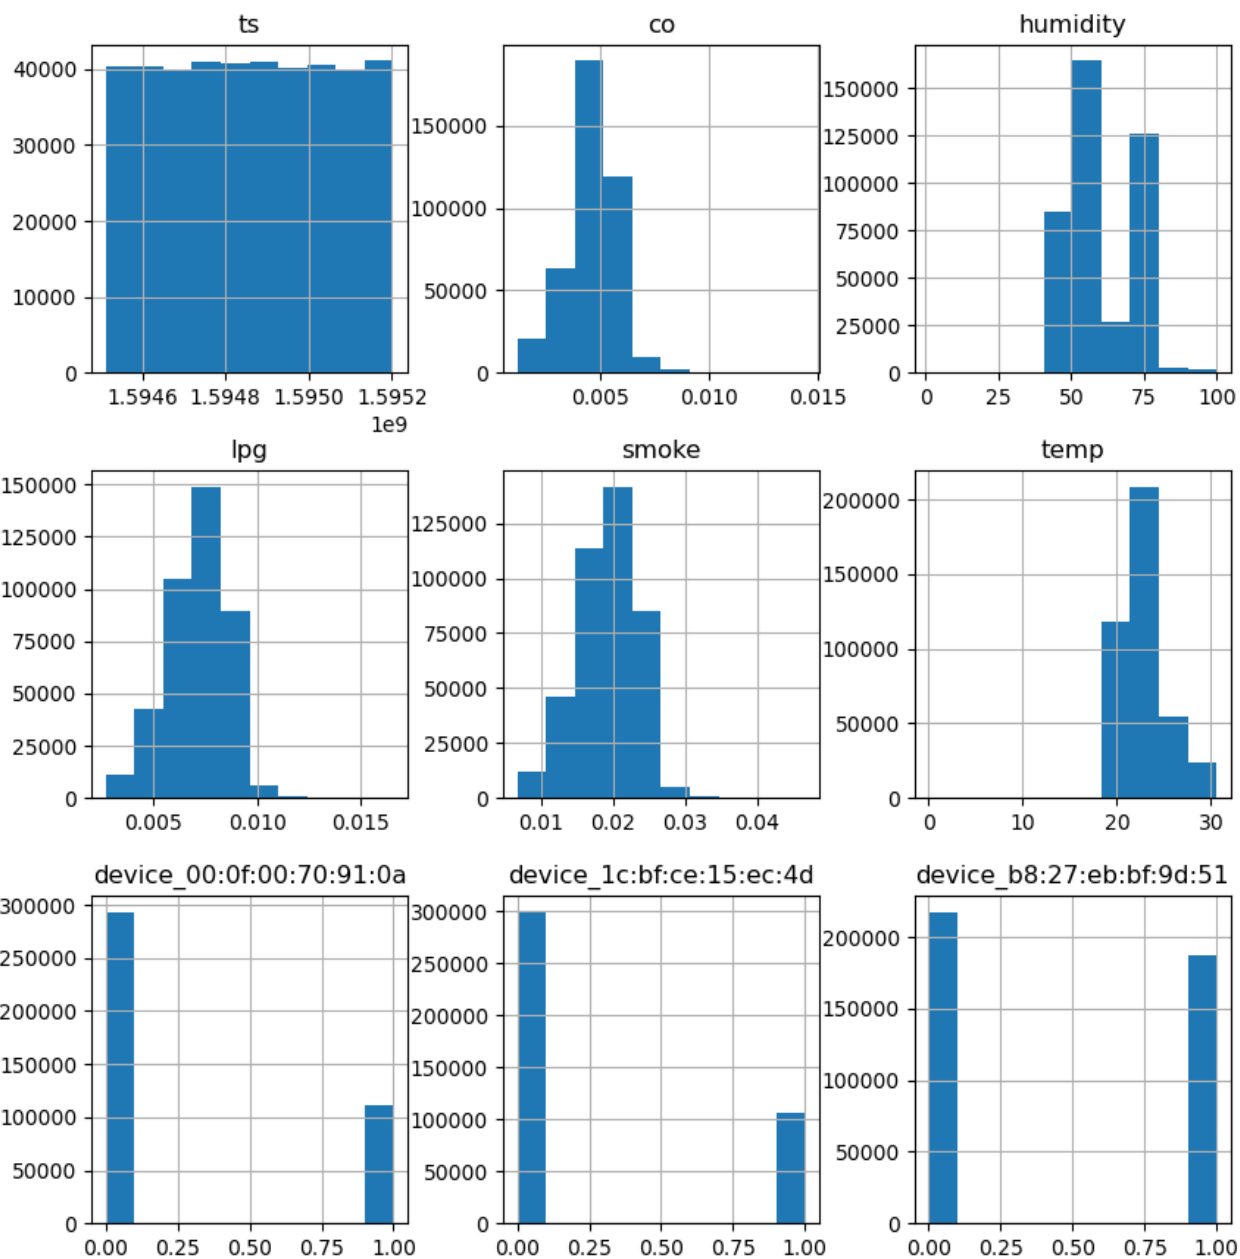 ts
co
humidity
40000
30000
20000
10000
0
1.5946 1.5948 1.5950 1.5952
1e9
150000
100000
50000
0
0.005 0.010 0.015
150000
125000
100000
75000
50000
25000
0
0 25 50 75 100
lpg
smoke
temp
150000
125000
100000
75000
50000
25000
0
0.005 0.010 0.015
125000
100000
75000
50000
25000
0
0.01 0.02 0.03 0.04
200000
150000
100000
50000
0
0 10 20 30
device_00:0f:00:70:91:0a
device_1c:bf:ce:15:ec:4d
device_b8:27:eb:bf:9d:51
300000
250000
200000
150000
100000
50000
0
0.00 0.25 0.50 0.75 1.00
300000
250000
200000
150000
100000
50000
0
0.00 0.25 0.50 0.75 1.00
200000
150000
100000
50000
0
0.00 0.25 0.50 0.75 1.00